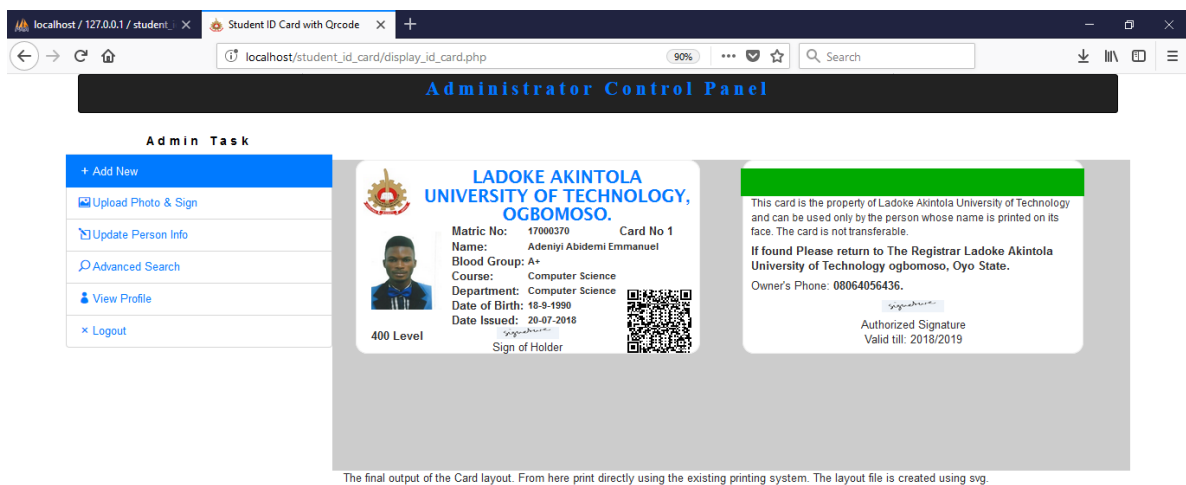 localhost / 127.0.0.1 / student_i
Student ID Card with Qrcode
localhost/student_id_card/display_id_card.php
90%
Search
Administrator Control Panel
Admin Task
+ Add New
Upload Photo & Sign
Update Person Info
Advanced Search
View Profile
× Logout
LADOKE AKINTOLA
UNIVERSITY OF TECHNOLOGY,
OGBOMOSO.
Matric No: 17000370 Card No 1
Name: Adeniyi Abidemi Emmanuel
Blood Group: A+
Course: Computer Science
Department: Computer Science
Date of Birth: 18-9-1990
Date Issued: 20-07-2018
signature
400 Level
Sign of Holder
This card is the property of Ladoke Akintola University of Technology
and can be used only by the person whose name is printed on its
face. The card is not transferable.
If found Please return to The Registrar Ladoke Akintola
University of Technology ogbomoso, Oyo State.
Owner's Phone: 08064056436.
signature
Authorized Signature
Valid till: 2018/2019
The final output of the Card layout. From here print directly using the existing printing system. The layout file is created using svg.